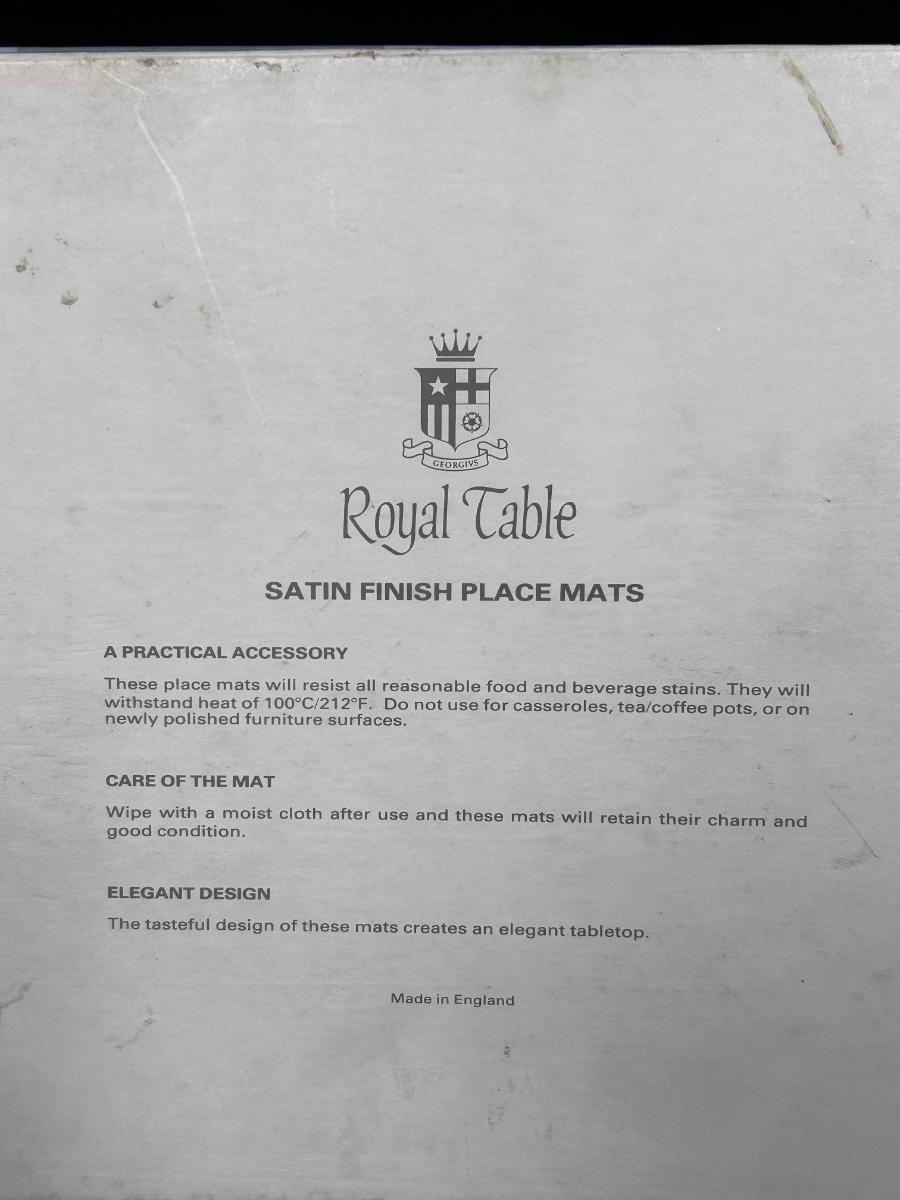 GEORGIVS
Royal Table
SATIN FINISH PLACE MATS
A PRACTICAL ACCESSORY
These place mats will resist all reasonable food and beverage stains. They will
withstand heat of 100°C/212°F. Do not use for casseroles, tea/coffee pots, or on
newly polished furniture surfaces.
CARE OF THE MAT
Wipe with a moist cloth after use and these mats will retain their charm and
good condition.
ELEGANT DESIGN
The tasteful design of these mats creates an elegant tabletop.
Made in England